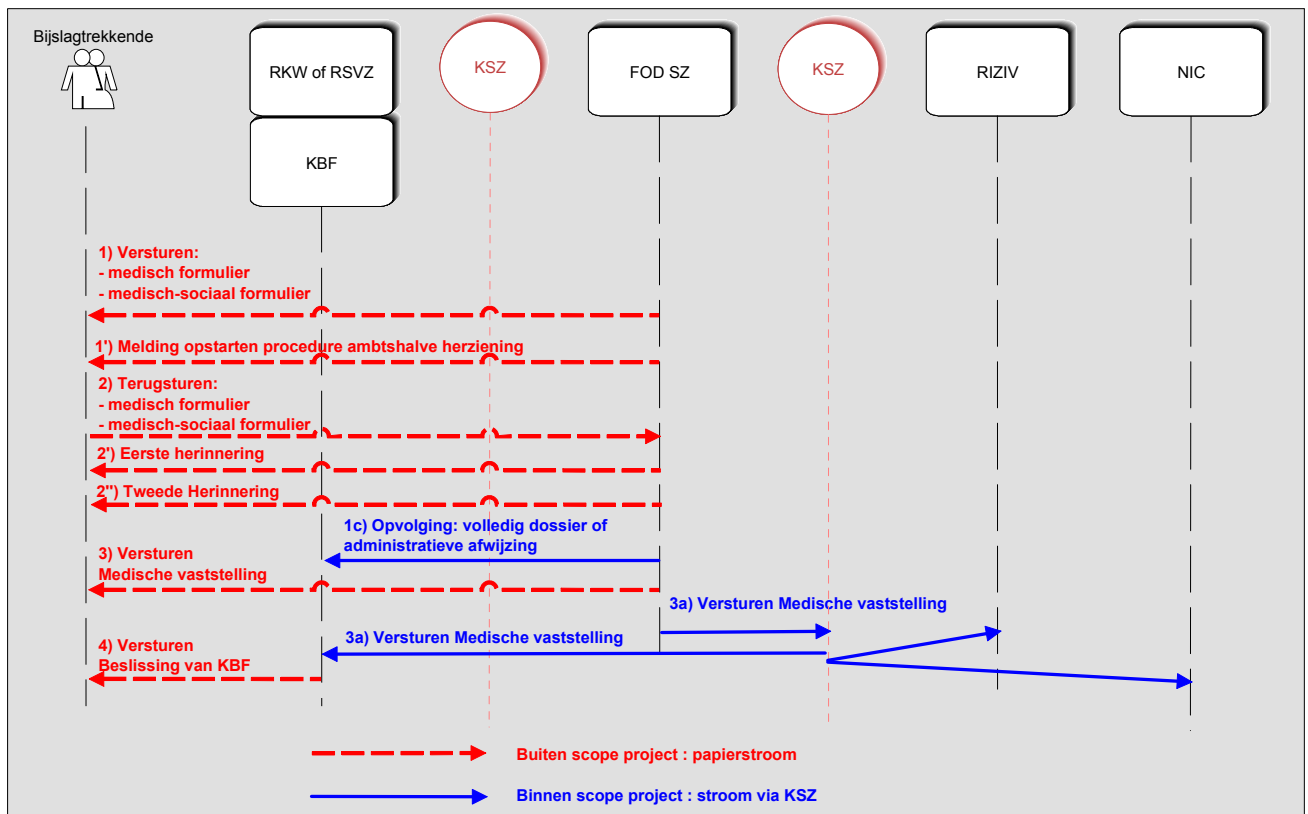 Bijslagtrekkende
RKW of RSVZ
KSZ
FOD SZ
KSZ
RIZIV
NIC
KBF
1) Versturen:
- medisch formulier
- medisch-sociaal formulier
1') Melding opstarten procedure ambtshalve herziening
2) Terugsturen:
- medisch formulier
- medisch-sociaal formulier
2') Eerste herinnering
2'') Tweede Herinnering
1c) Opvolging: volledig dossier of
administratieve afwijzing
3) Versturen
Medische vaststelling
3a) Versturen Medische vaststelling
3a) Versturen Medische vaststelling
4) Versturen
Beslissing van KBF
Buiten scope project : papierstroom
Binnen scope project : stroom via KSZ